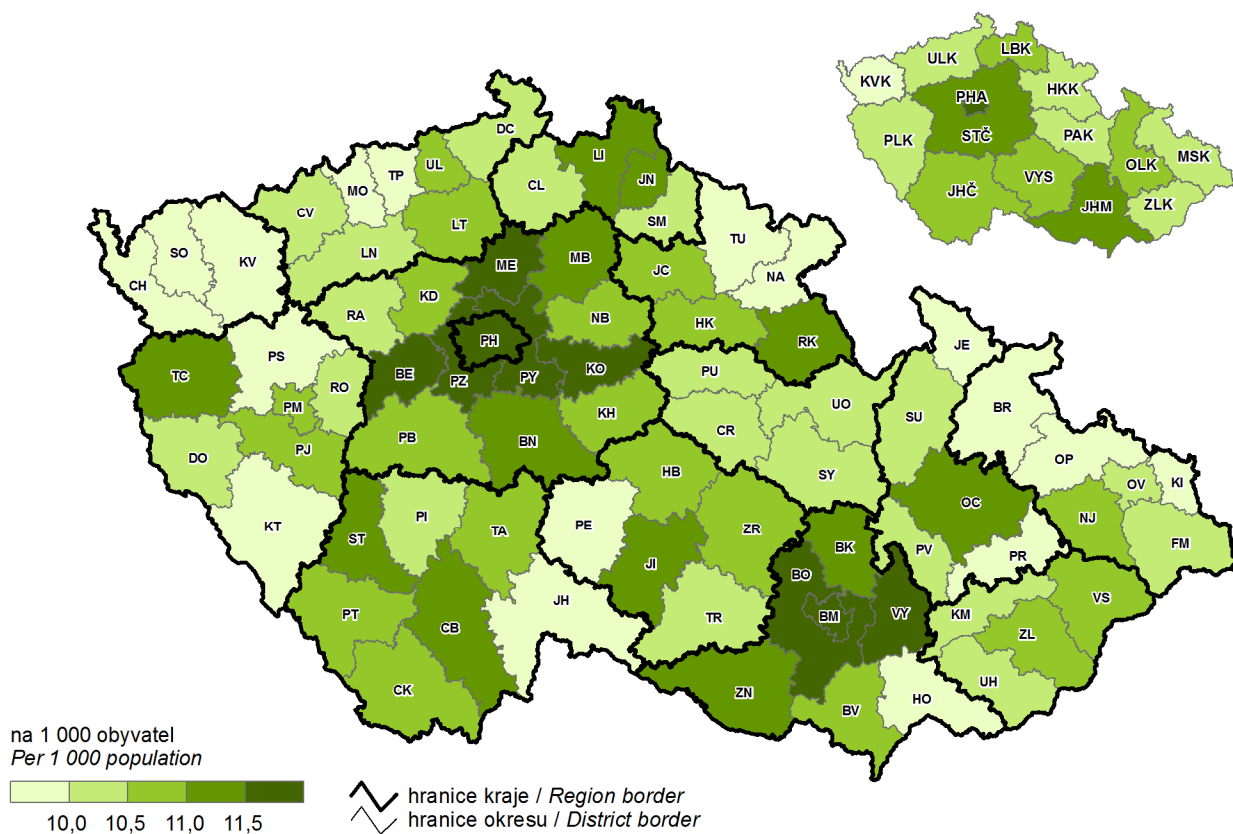 LBK
ULK
KVK
HKK
PHA
STČ
PLK
PAK
MSK
OLK
VYS
JHČ
ZLK
JHM
DC
LI
UL
TP
MO
JN
CL
CV
LT
SM
TU
LN
SO
KV
CH
ME
MB
JC
NA
KD
RA
NB
HK
RK
PH
JE
PS
TC
RO
BE
PZ
PY
KO
PU
UO
SU
BR
PM
KH
CR
PB
BN
PJ
DO
OP
HB
SY
OV
KI
OC
NJ
KT
ST
PI
TA
PE
ZR
BK
PV
PR
FM
JI
BO
JH
PT
CB
TR
BM
VY
KM
VS
ZL
CK
ZN
BV
HO
UH
na 1 000 obyvatel
Per 1 000 population
10,0 10,5 11,0 11,5
hranice kraje / Region border
hranice okresu / District border